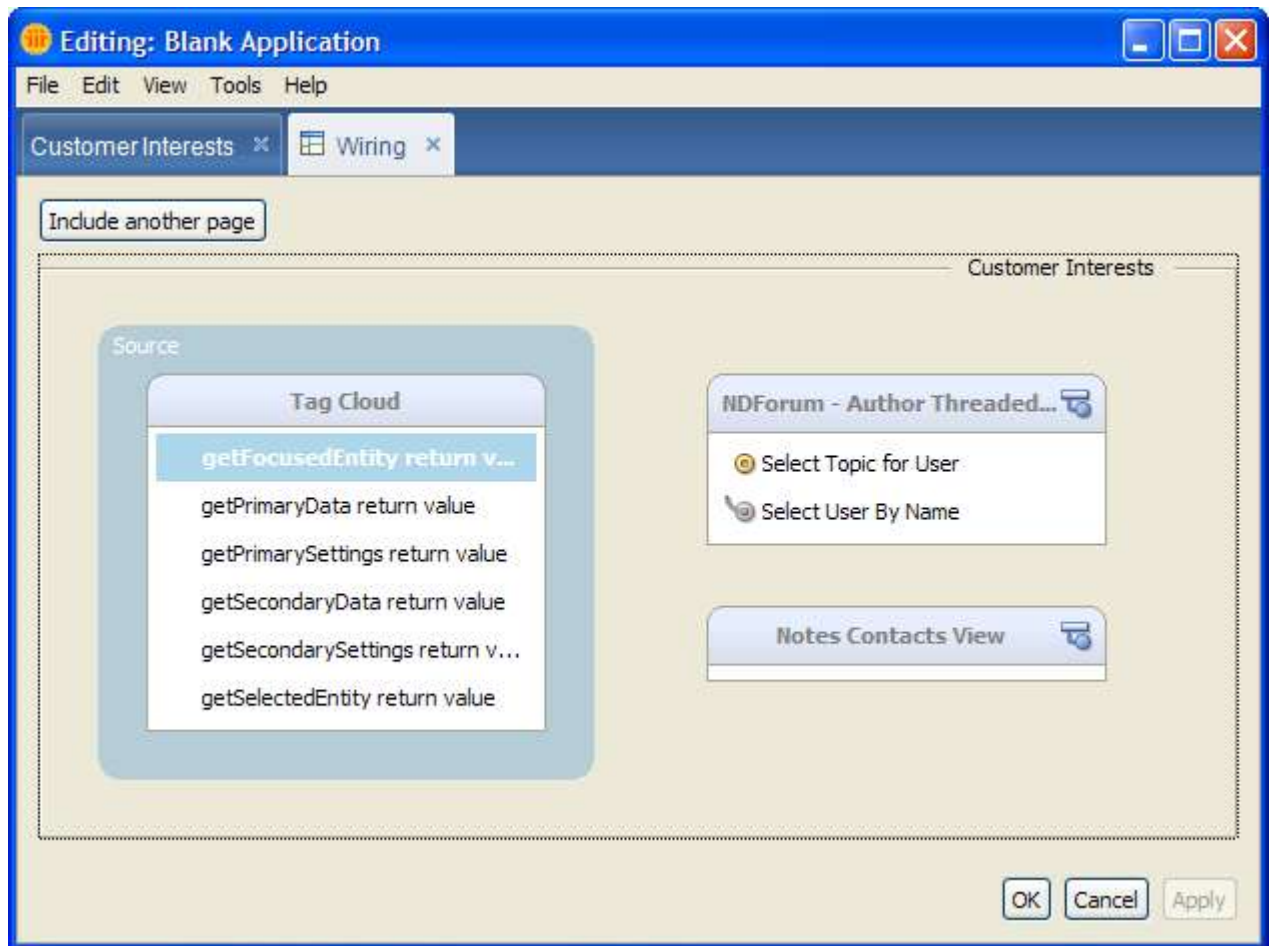 Editing: Blank Application
File Edit View Tools Help
Customer Interests
Wiring
Include another page
Customer Interests
Source
Tag Cloud
getFocusedEntity return v...
getPrimaryData return value
getPrimarySettings return value
getSecondaryData return value
getSecondarySettings return v...
getSelectedEntity return value
NDForum - Author Threaded...
Select Topic for User
Select User By Name
Notes Contacts View
OK Cancel Apply